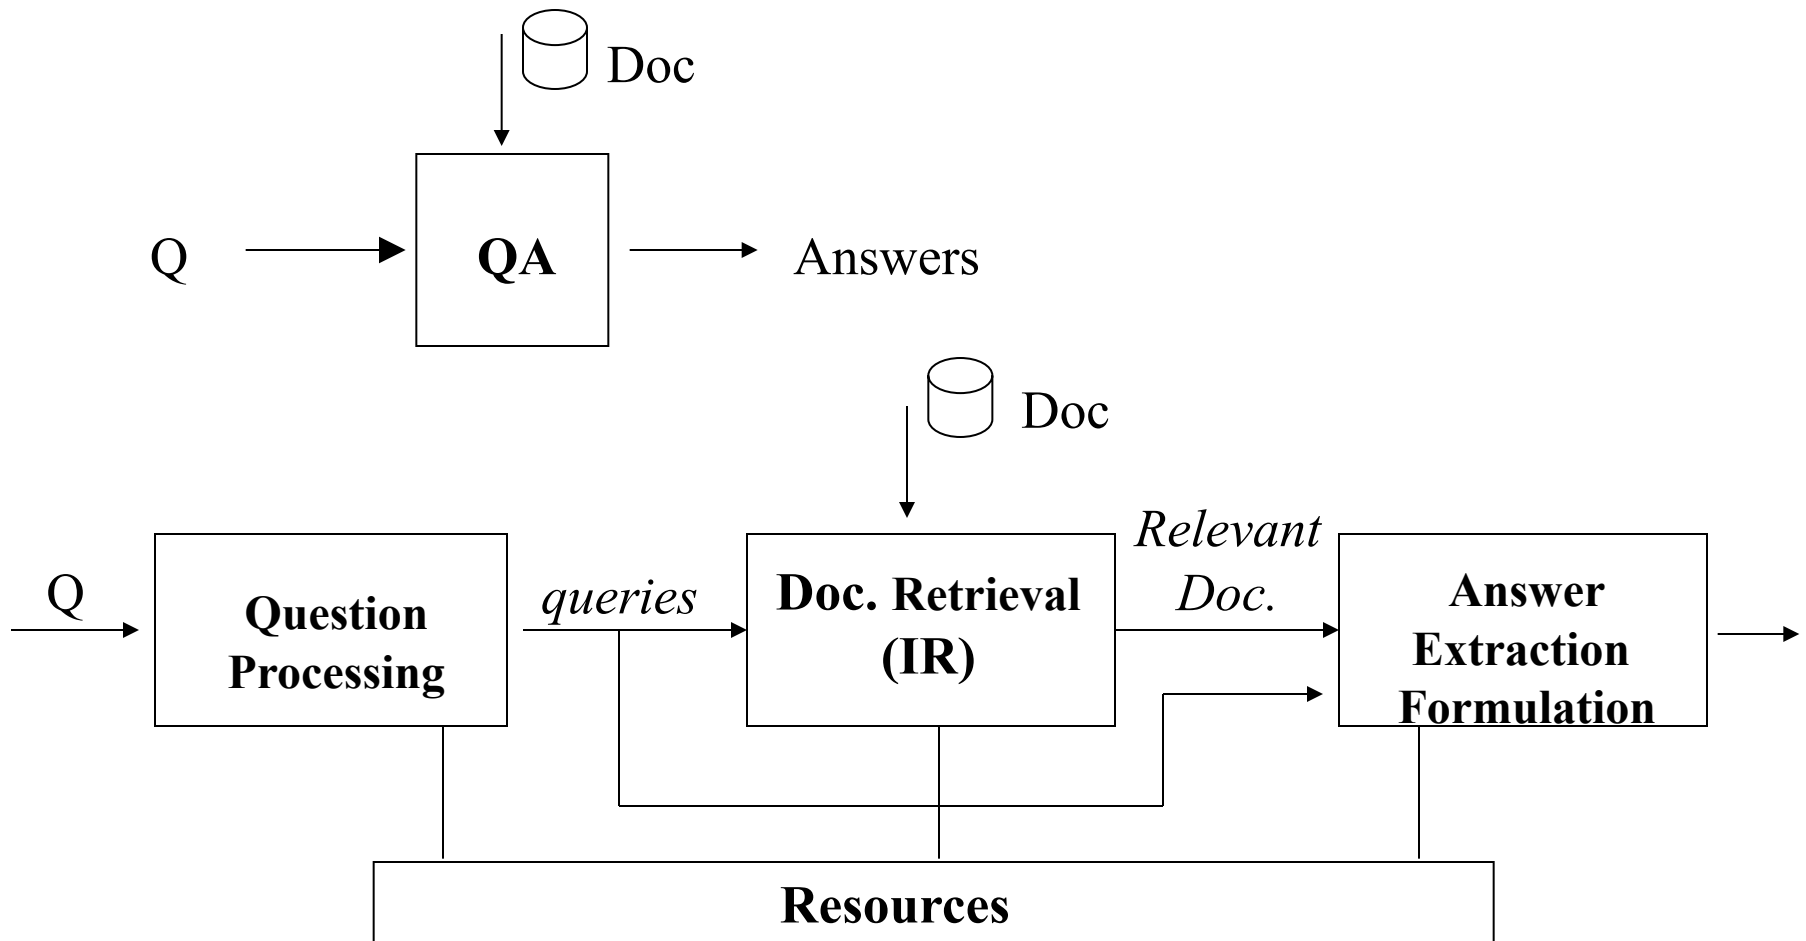 Doc
Q
QA
Answers
Doc
Q
Question
Processing
queries
Doc. Retrieval
(IR)
Relevant
Doc.
Answer
Extraction
Formulation
Resources